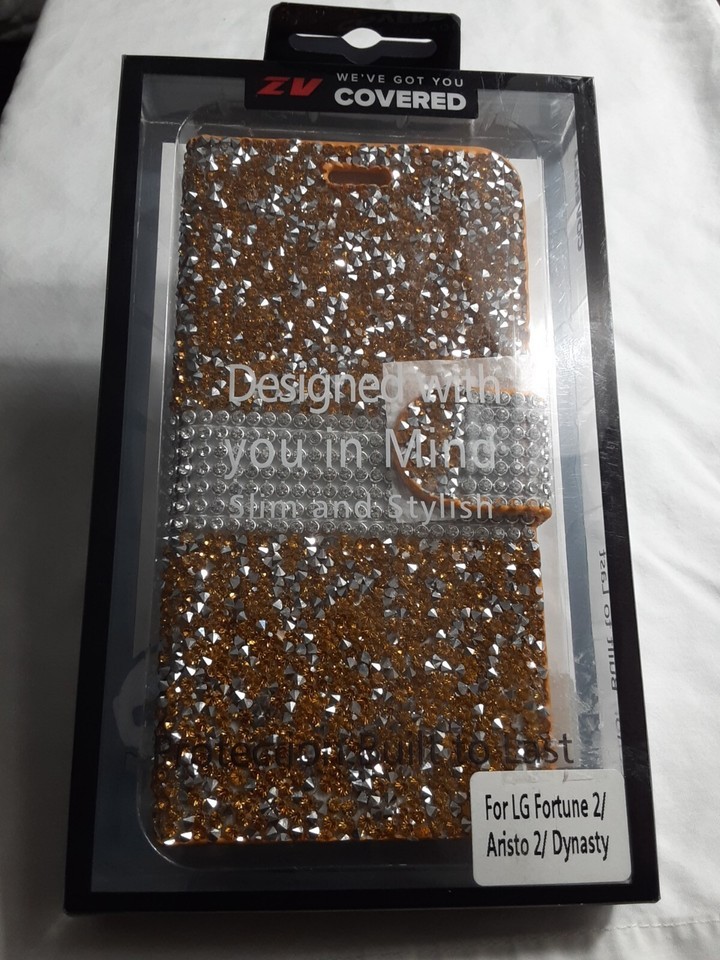 ZV
WE'VE GOT YOU
COVERED
Designed with
you in Mind
Slim and Stylish
Protection Built to Last
For LG Fortune 2/
Aristo 2/ Dynasty